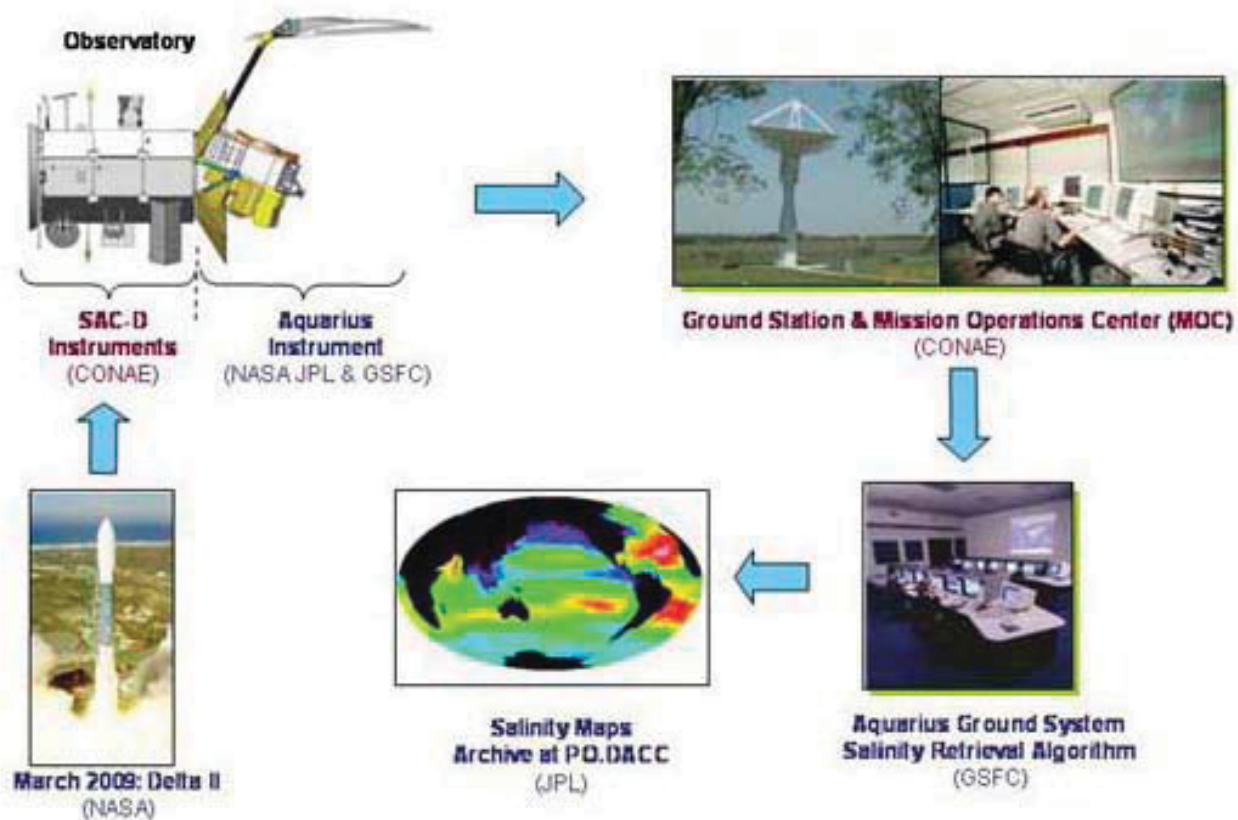 Observatory
SAC-D
Instruments
(CONAE)
Aquarius
Instrument
(NASA JPL & GSFC)
Ground Station & Mission Operations Center (MOC)
(CONAE)
March 2009: Delta II
(NASA)
Salinity Maps
Archive at PO.DACC
(JPL)
Aquarius Ground System
Salinity Retrieval Algorithm
(GSFC)